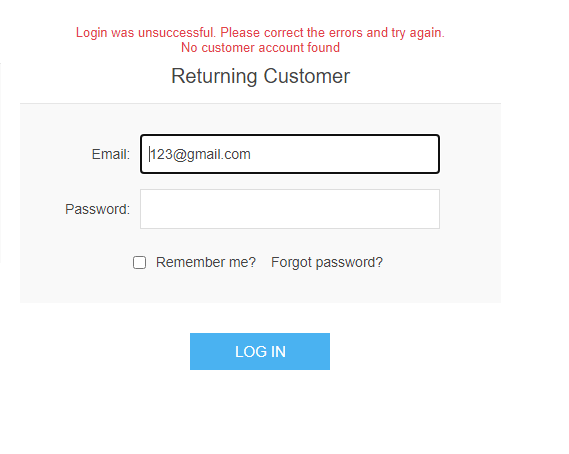 Login was unsuccessful. Please correct the errors and try again.
No customer account found
Returning Customer
Email: 123@gmail.com
Password:
Remember me? Forgot password?
LOG IN